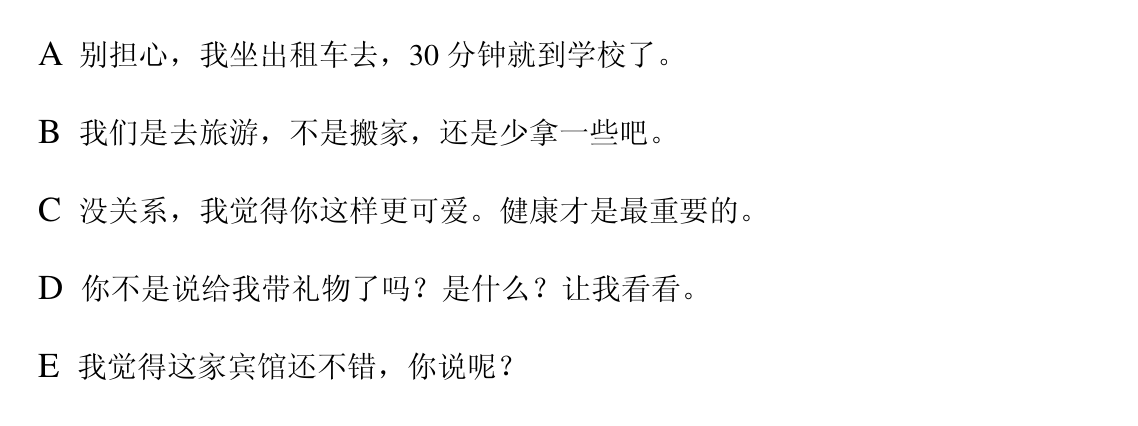 A 别担心，我坐出租车去，30 分钟就到学校了。
B 我们是去旅游，不是搬家，还是少拿一些吧。
C 没关系，我觉得你这样更可爱。健康才是最重要的。
D 你不是说给我带礼物了吗？是什么？让我看看。
E 我觉得这家宾馆还不错，你说呢？